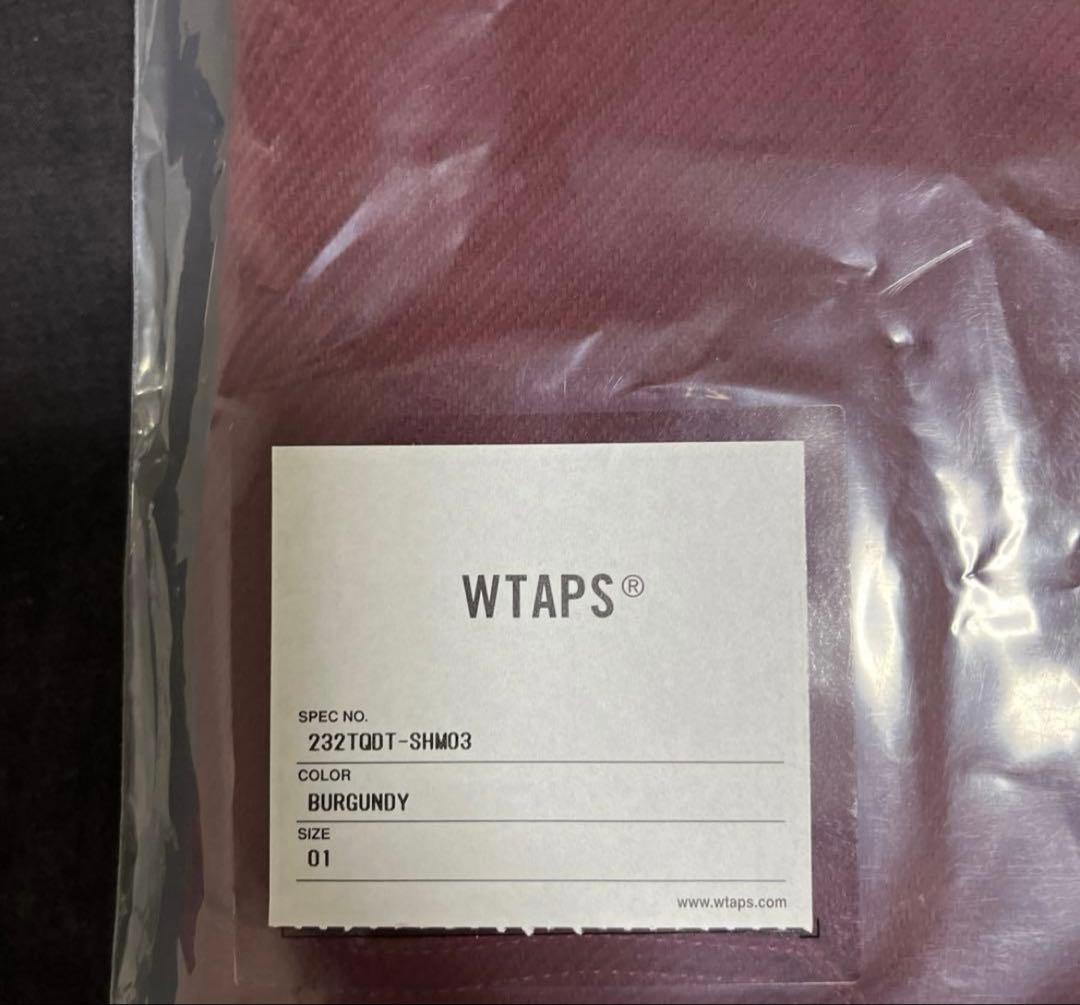 WTAPS®
SPEC NO.
232TQDT-SHM03
COLOR
BURGUNDY
SIZE
01
www.wtaps.com